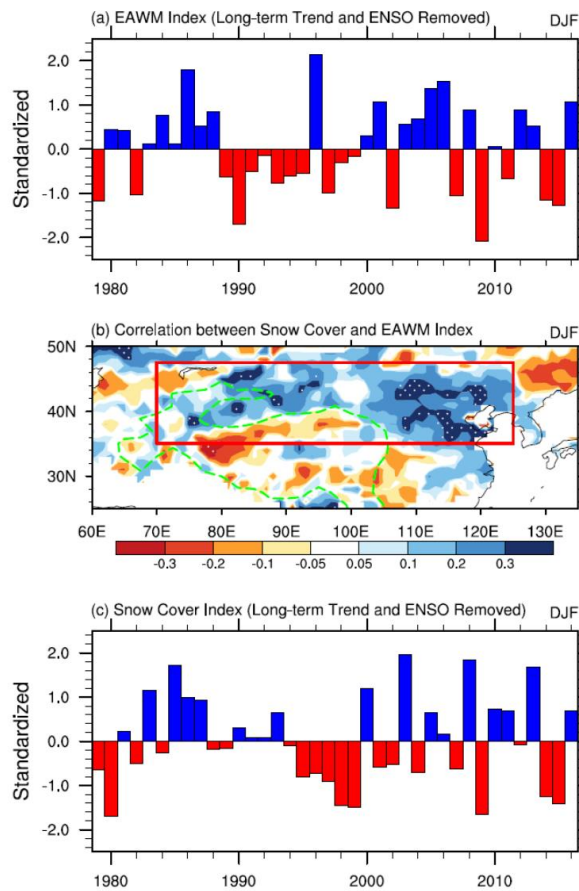 (a) EAWM Index (Long-term Trend and ENSO Removed) DJF
Standardized
2.0
1.0
0.0
-1.0
-2.0
1980 1990 2000 2010
(b) Correlation between Snow Cover and EAWM Index DJF
50N
40N
30N
60E 70E 80E 90E 100E 110E 120E 130E
-0.3 -0.2 -0.1 -0.05 0.05 0.1 0.2 0.3
(c) Snow Cover Index (Long-term Trend and ENSO Removed) DJF
Standardized
2.0
1.0
0.0
-1.0
-2.0
1980 1990 2000 2010